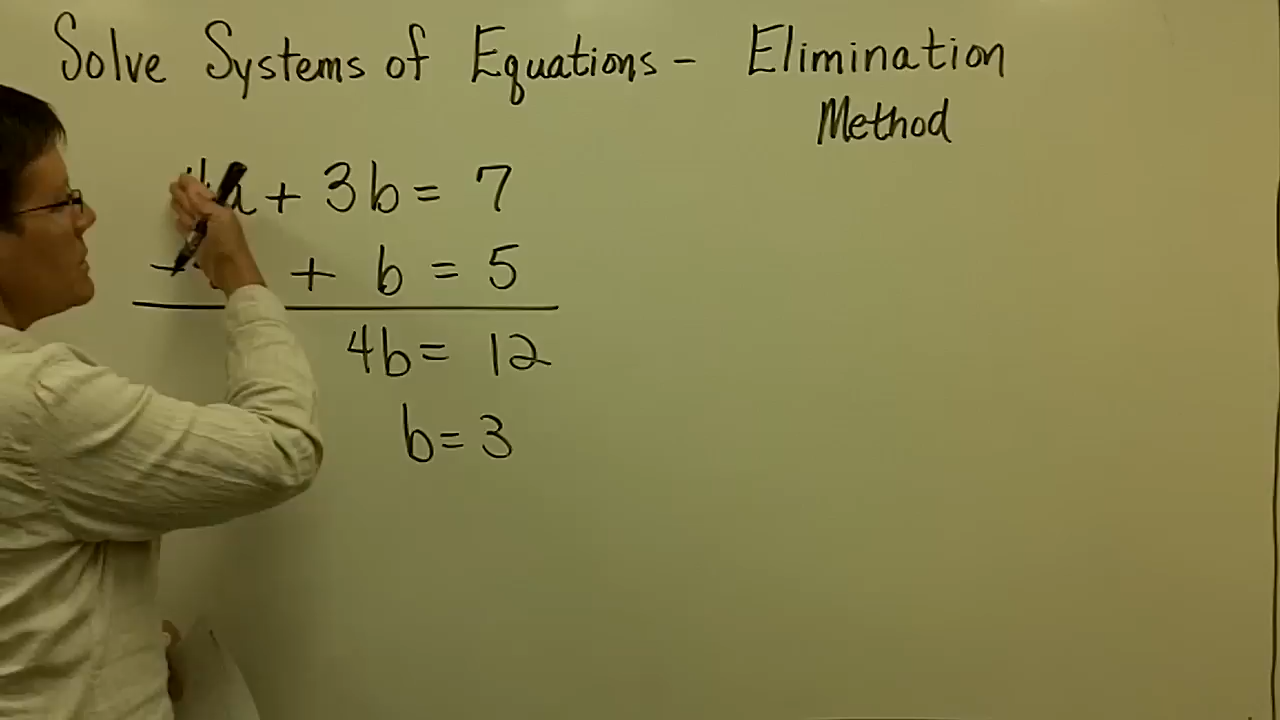 Solve Systems of Equations - Elimination
Method
+ 3b = 7
+ b = 5
4b = 12
b = 3